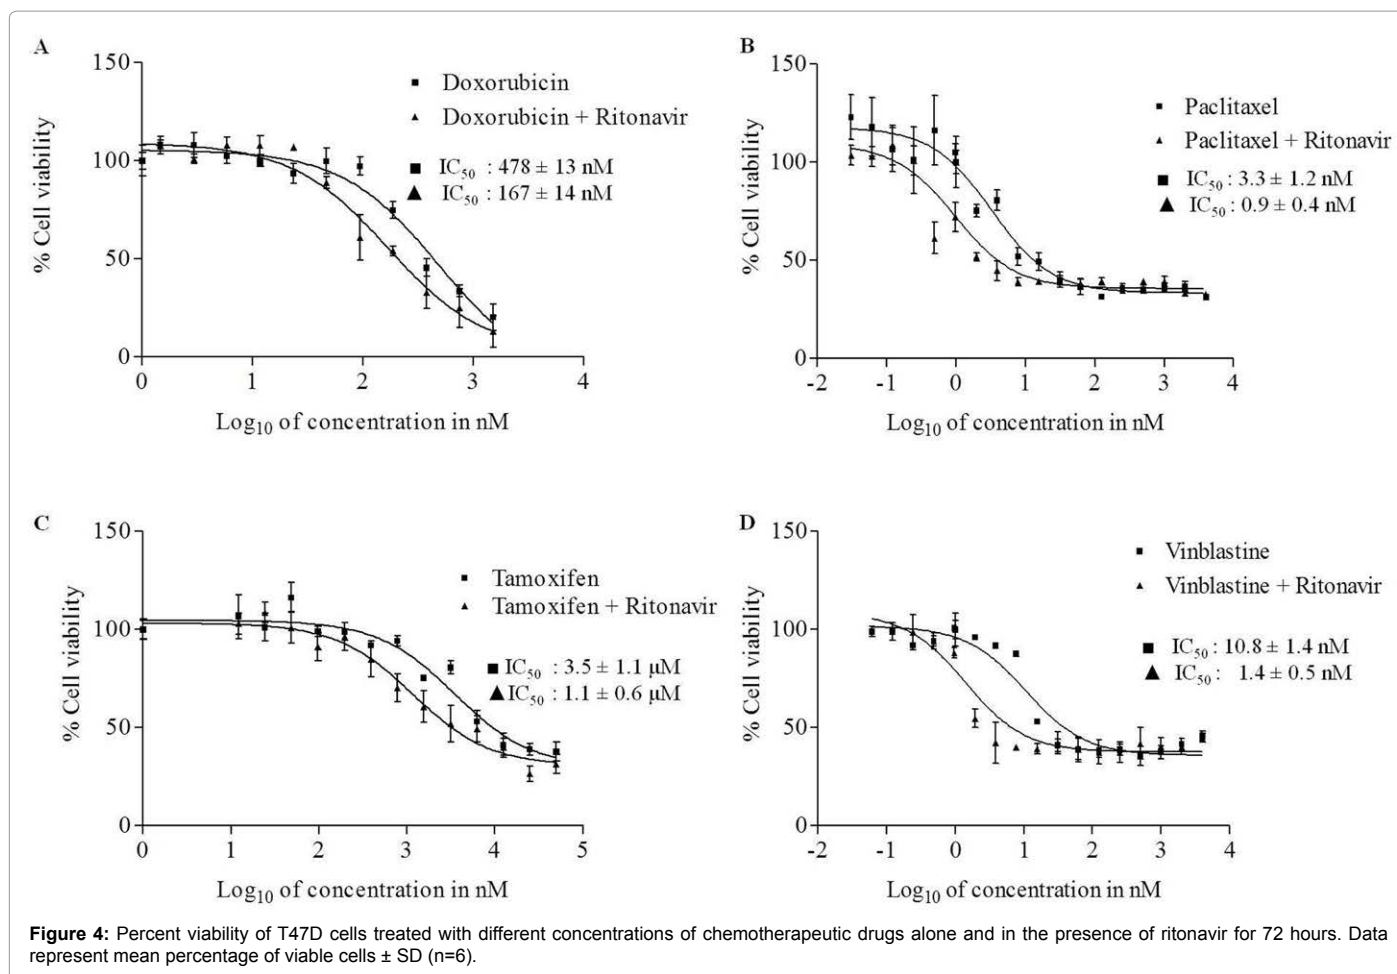 A
150
100
50
0
% Cell viability
■ Doxorubicin
▲ Doxorubicin + Ritonavir
■ IC50 : 478 ± 13 nM
▲ IC50 : 167 ± 14 nM
0 1 2 3 4
Log10 of concentration in nM
B
150
100
50
0
% Cell viability
■ Paclitaxel
▲ Paclitaxel + Ritonavir
■ IC50 : 3.3 ± 1.2 nM
▲ IC50 : 0.9 ± 0.4 nM
-2 -1 0 1 2 3 4
Log10 of concentration in nM
C
150
100
50
0
% Cell viability
■ Tamoxifen
▲ Tamoxifen + Ritonavir
■ IC50 : 3.5 ± 1.1 µM
▲ IC50 : 1.1 ± 0.6 µM
0 1 2 3 4 5
Log10 of concentration in nM
D
150
100
50
0
% Cell viability
■ Vinblastine
▲ Vinblastine + Ritonavir
■ IC50 : 10.8 ± 1.4 nM
▲ IC50 : 1.4 ± 0.5 nM
-2 -1 0 1 2 3 4
Log10 of concentration in nM
Figure 4: Percent viability of T47D cells treated with different concentrations of chemotherapeutic drugs alone and in the presence of ritonavir for 72 hours. Data
represent mean percentage of viable cells ± SD (n=6).